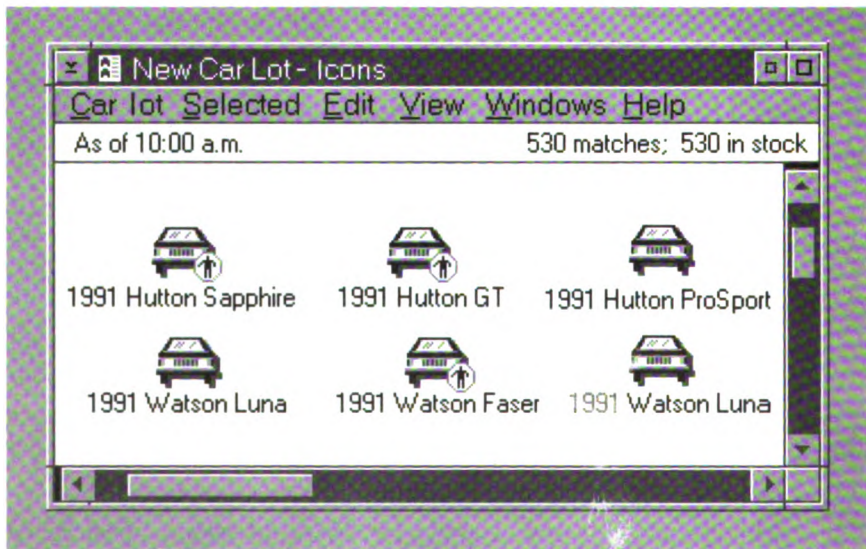 New Car Lot - Icons
Car lot Selected Edit View Windows Help
As of 10:00 a.m. 530 matches; 530 in stock
1991 Hutton Sapphire 1991 Hutton GT 1991 Hutton ProSport
1991 Watson Luna 1991 Watson Faser 1991 Watson Luna